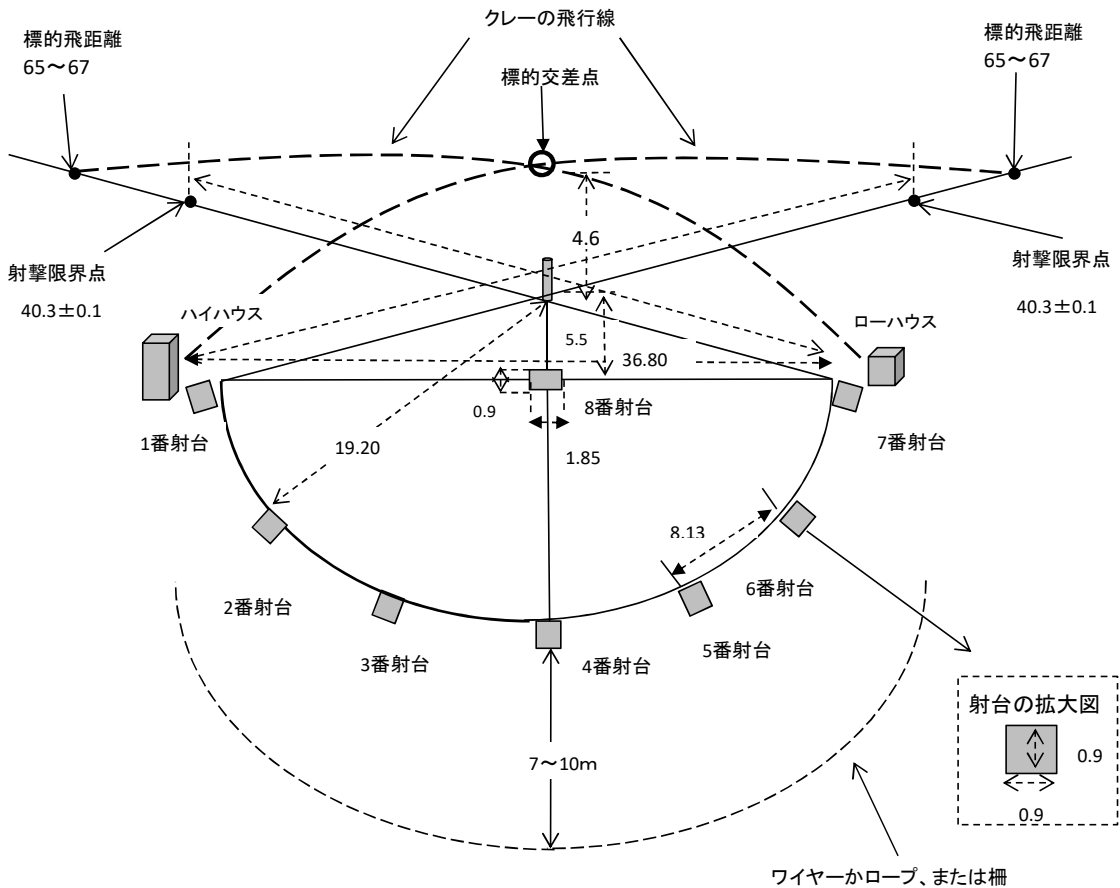 クレーの飛行線
標的飛距離
65～67
標的飛距離
65～67
標的交差点
4.6
射撃限界点
40.3±0.1
射撃限界点
40.3±0.1
ハイハウス
ローハウス
5.5
36.80
0.9
8番射台
1番射台
7番射台
19.20
1.85
8.13
2番射台
6番射台
3番射台
4番射台
5番射台
射台の拡大図
0.9
0.9
7～10m
ワイヤーかロープ、または柵